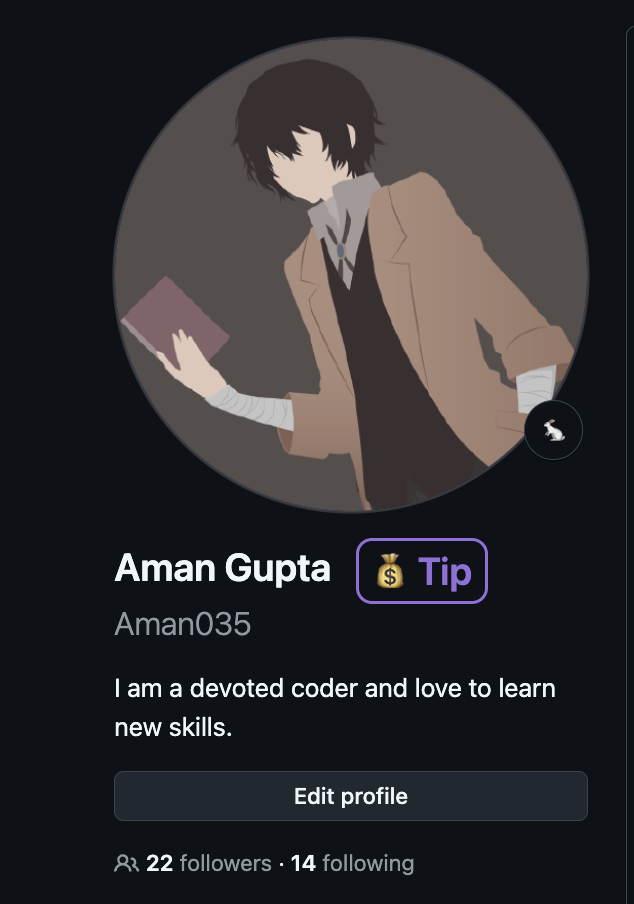 Aman Gupta
💰 Tip
Aman035
I am a devoted coder and love to learn
new skills.
Edit profile
22 followers · 14 following